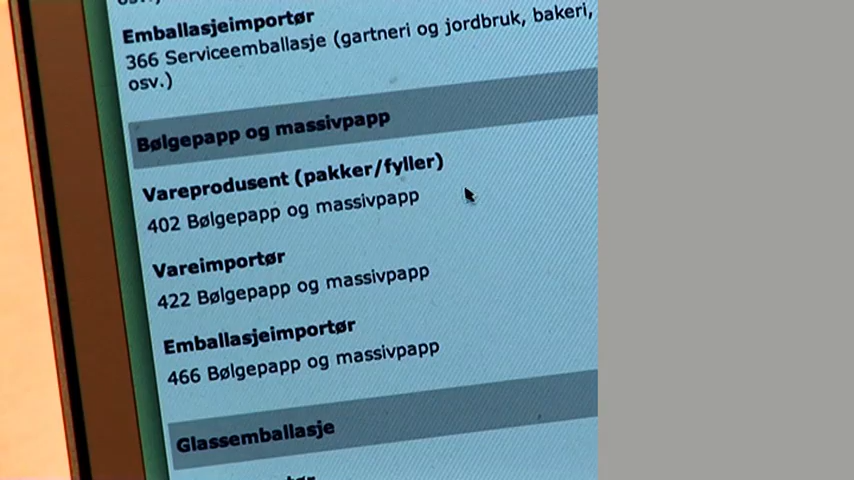 Emballasjeimportør
366 Serviceemballasje (gartneri og jordbruk, bakeri,
osv.)
Bølgepapp og massivpapp
Vareprodusent (pakker/fyller)
402 Bølgepapp og massivpapp
Vareimportør
422 Bølgepapp og massivpapp
Emballasjeimportør
466 Bølgepapp og massivpapp
Glassemballasje